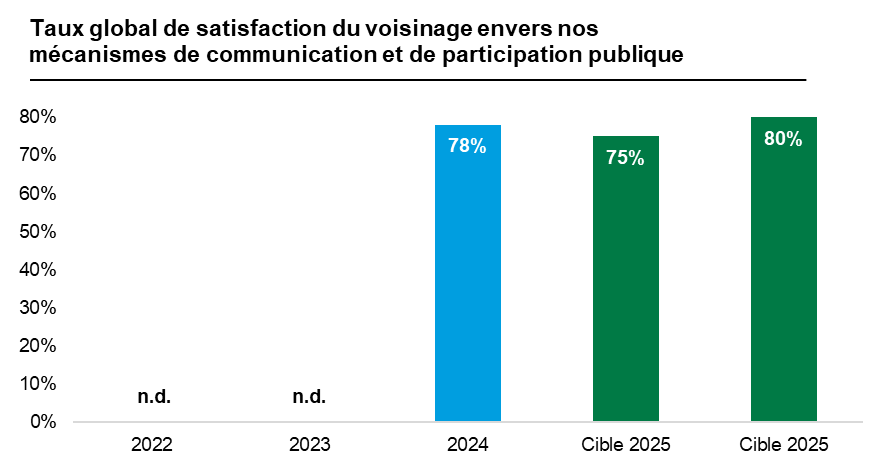 Taux global de satisfaction du voisinage envers nos
mécanismes de communication et de participation publique
80%
70%
60%
50%
40%
30%
20%
10%
0%
n.d.
n.d.
78%
75%
80%
2022
2023
2024
Cible 2025
Cible 2025